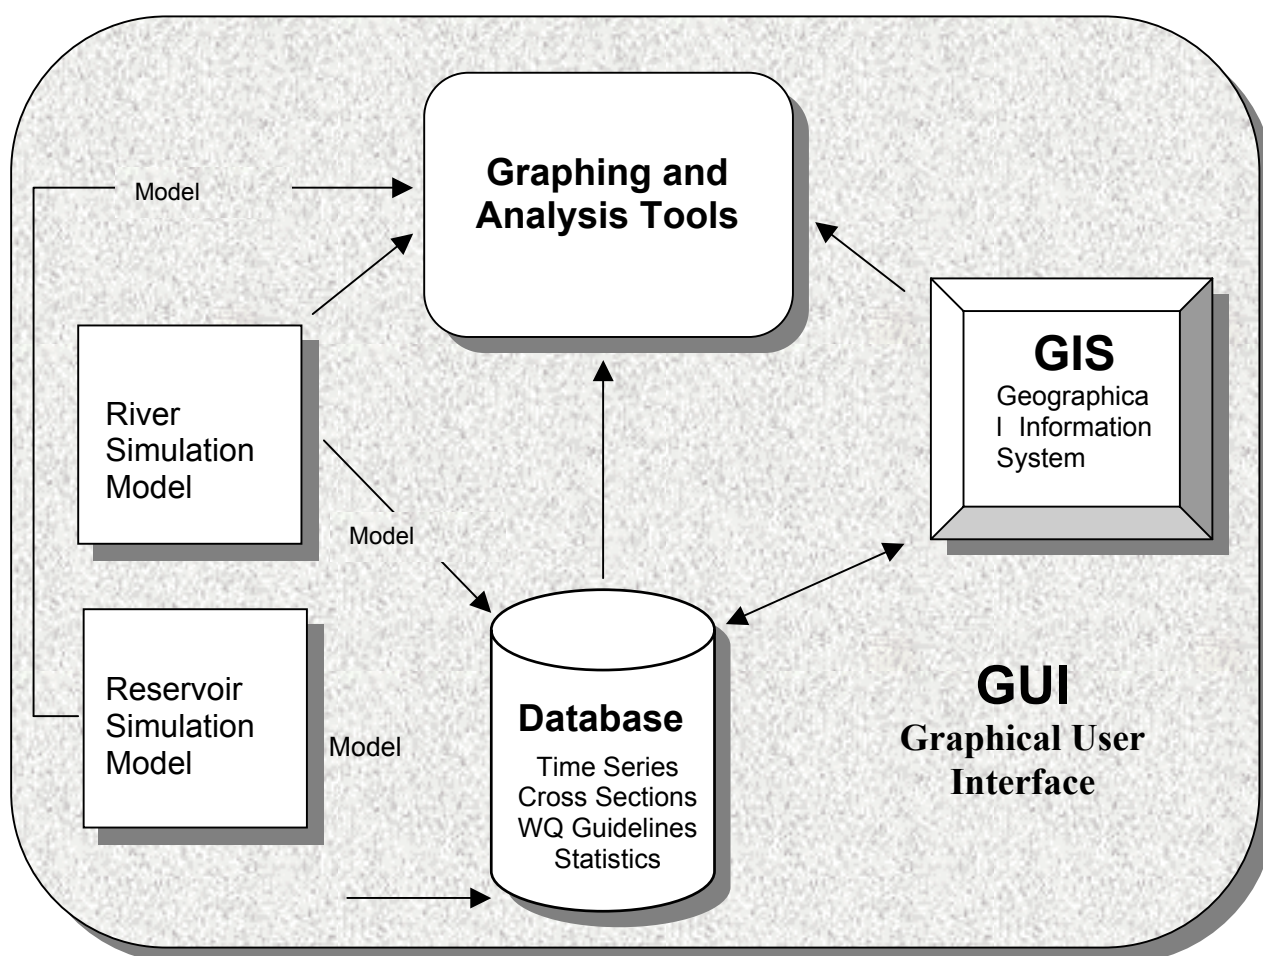 Graphing and
Analysis Tools
Model
GIS
Geographica
l Information
System
River
Simulation
Model
Model
Reservoir
Simulation
Model
Model
Database
Time Series
Cross Sections
WQ Guidelines
Statistics
GUI
Graphical User
Interface